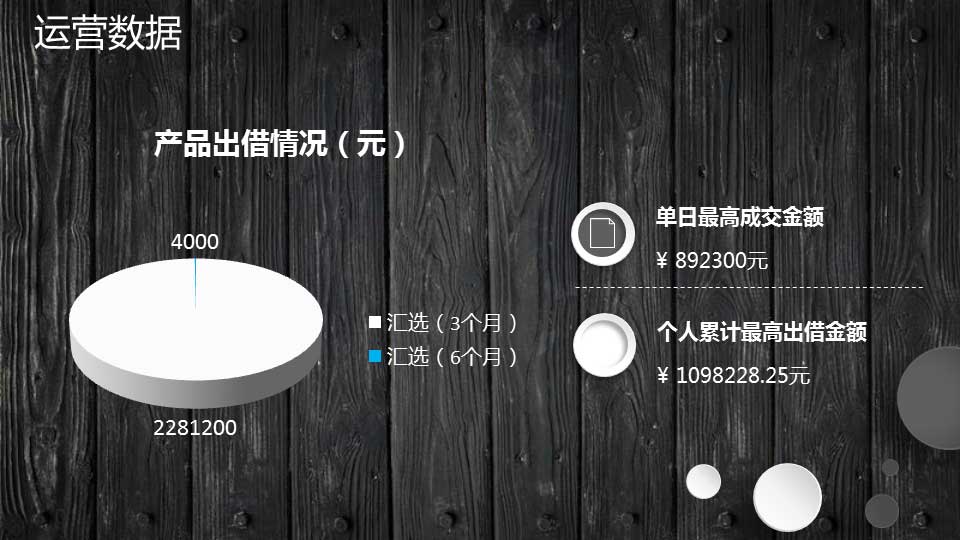 运营数据
产品出借情况（元）
4000
2281200
汇选（3个月）
汇选（6个月）
单日最高成交金额
¥ 892300元
个人累计最高出借金额
¥ 1098228.25元